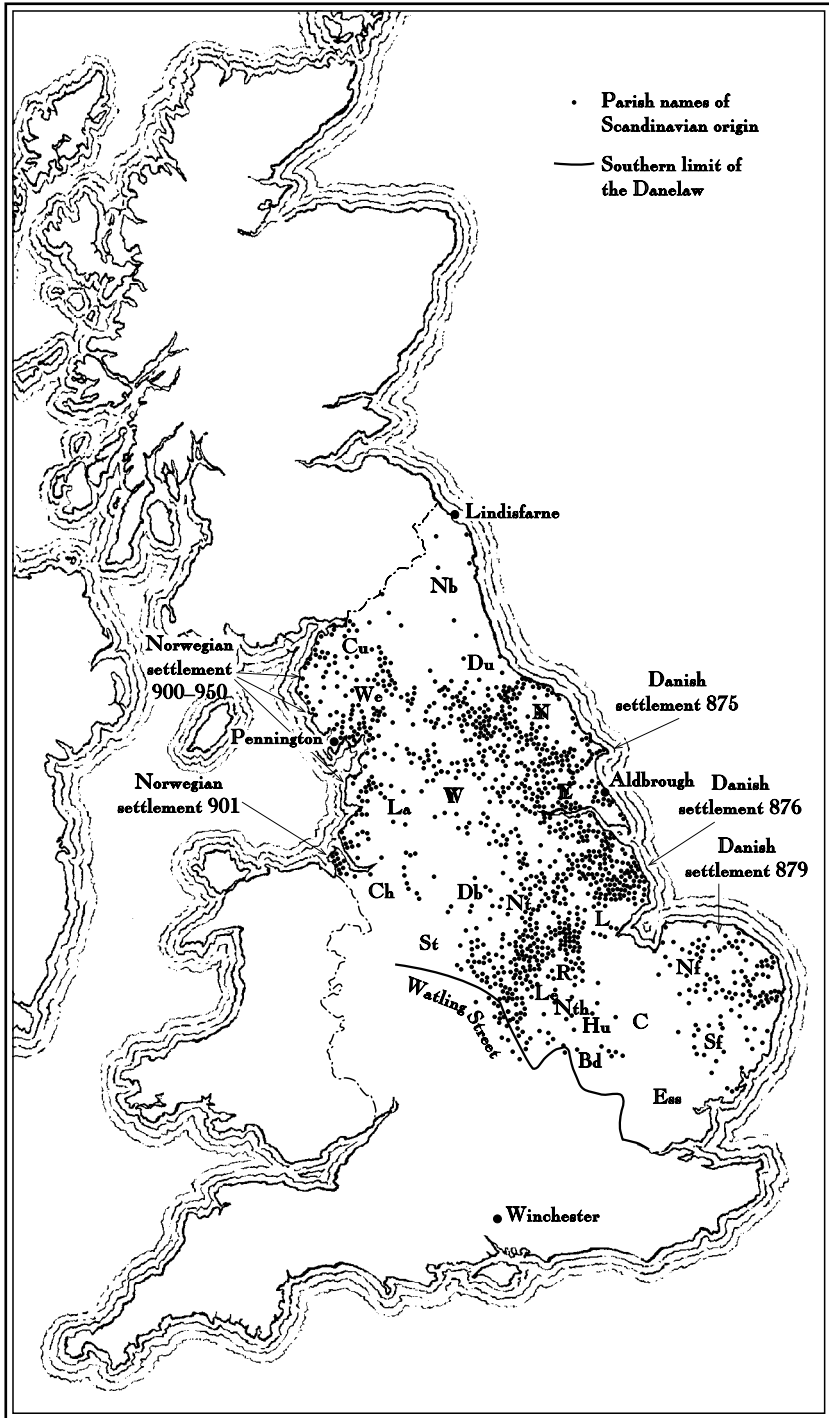 Parish names of
Scandinavian origin
Southern limit of
the Danelaw
Lindisfarne
Nb
Norwegian
settlement
900–950
Cu
Du
We
N
Danish
settlement 875
Pennington
Aldbrough
Norwegian
settlement 901
La
W
E
Danish
settlement 876
Danish
settlement 879
Ch
Db
Nt
L
St
Nf
R
Watling Street
Le
Nth
Hu
C
Sf
Bd
Ess
Winchester